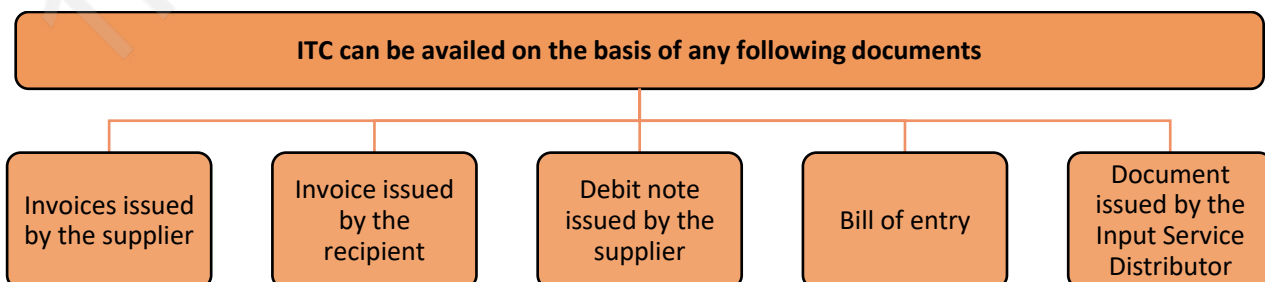 ITC can be availed on the basis of any following documents
Invoices issued
by the supplier
Invoice issued
by the
recipient
Debit note
issued by the
supplier
Bill of entry
Document
issued by the
Input Service
Distributor